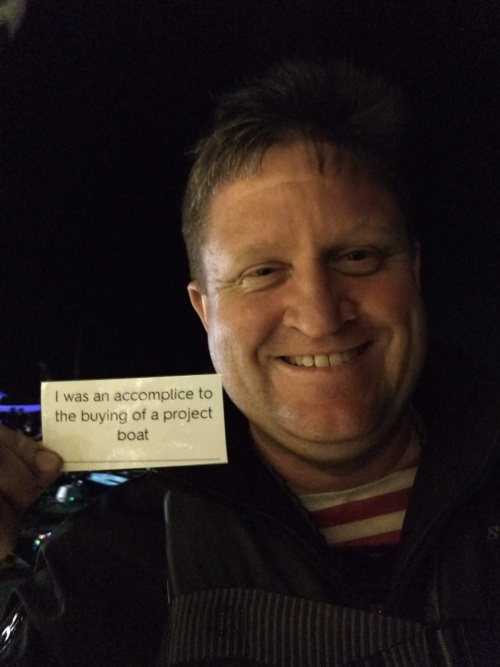 I was an accomplice to
the buying of a project
boat